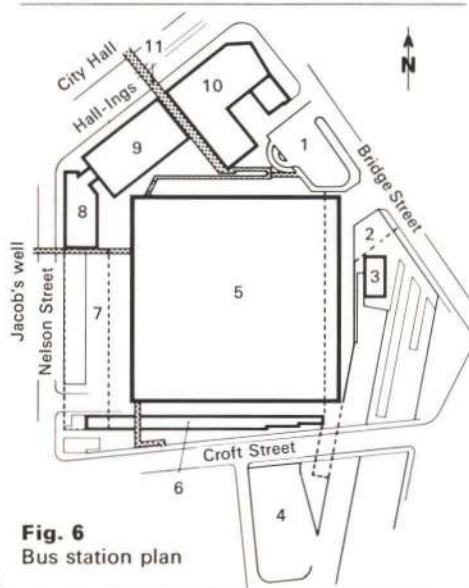 City Hall
11
Hall-Ings
10
N
9
1
Bridge Street
8
2
3
Jacob's well
Nelson Street
7
5
6
Croft Street
4
Fig. 6
Bus station plan